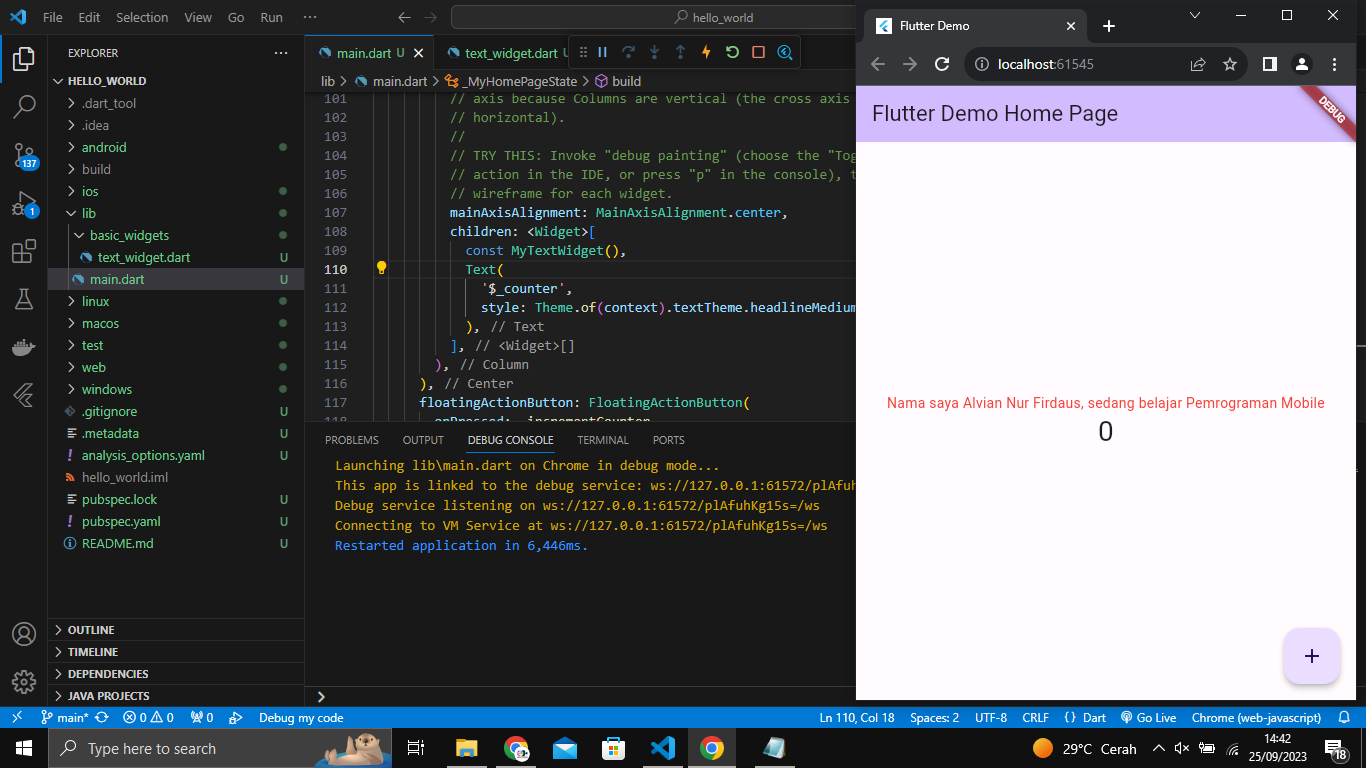 File Edit Selection View Go Run ···
hello_world
EXPLORER
HELLO_WORLD
.dart_tool
.idea
android
build
ios
lib
basic_widgets
text_widget.dart U
main.dart U
linux
macos
test
web
windows
.gitignore U
.metadata U
analysis_options.yaml U
hello_world.iml
pubspec.lock U
pubspec.yaml U
README.md U
OUTLINE
TIMELINE
DEPENDENCIES
JAVA PROJECTS
137
1
main.dart U
text_widget.dart U
lib > main.dart > _MyHomePageState > build
101 // axis because Columns are vertical (the cross axis
102 // horizontal).
103 //
104 // TRY THIS: Invoke "debug painting" (choose the "Tog
105 // action in the IDE, or press "p" in the console), t
106 // wireframe for each widget.
107 mainAxisAlignment: MainAxisAlignment.center,
108 children: <Widget>[
109 const MyTextWidget(),
110 Text(
111 '$_counter',
112 style: Theme.of(context).textTheme.headlineMedium
113 ), // Text
114 ], // <Widget>[]
115 ), // Column
116 ), // Center
117 floatingActionButton: FloatingActionButton(
118 onPressed: _incrementCounter
PROBLEMS OUTPUT DEBUG CONSOLE TERMINAL PORTS
Launching lib\main.dart on Chrome in debug mode...
This app is linked to the debug service: ws://127.0.0.1:61572/plAfuh
Debug service listening on ws://127.0.0.1:61572/plAfuhKg15s=/ws
Connecting to VM Service at ws://127.0.0.1:61572/plAfuhKg15s=/ws
Restarted application in 6,446ms.
Flutter Demo
localhost:61545
Flutter Demo Home Page
DEBUG
Nama saya Alvian Nur Firdaus, sedang belajar Pemrograman Mobile
0
+
main* 0 0 0 Debug my code
Ln 110, Col 18 Spaces: 2 UTF-8 CRLF {} Dart Go Live Chrome (web-javascript)
Type here to search
29°C Cerah
14:42
25/09/2023
18